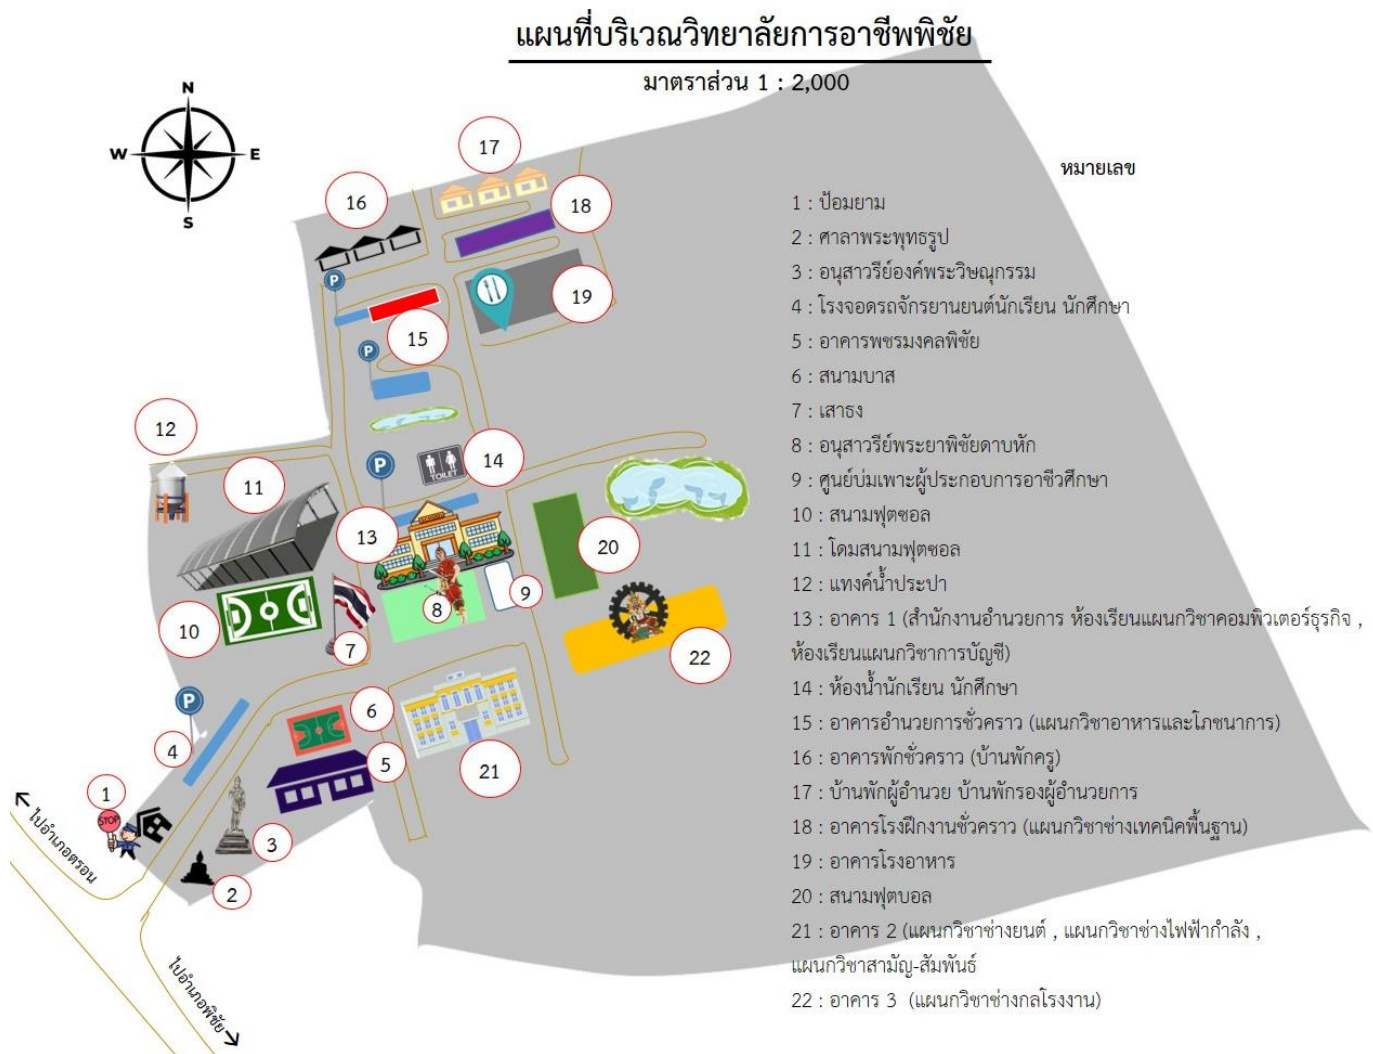 แผนที่บริเวณวิทยาลัยการอาชีพพิชัย
มาตราส่วน 1 : 2,000
N
W
E
S
หมายเลข
1 : ป้อมยาม
2 : ศาลาพระพุทธรูป
3 : อนุสาวรีย์องค์พระวิษณุกรรม
4 : โรงจอดรถจักรยานยนต์นักเรียน นักศึกษา
5 : อาคารพชรมงคลพิชัย
6 : สนามบาส
7 : เสาธง
8 : อนุสาวรีย์พระยาพิชัยดาบหัก
9 : ศูนย์บ่มเพาะผู้ประกอบการอาชีวศึกษา
10 : สนามฟุตซอล
11 : โดมสนามฟุตซอล
12 : แทงค์น้ำประปา
13 : อาคาร 1 (สำนักงานอำนวยการ ห้องเรียนแผนกวิชาคอมพิวเตอร์ธุรกิจ ,
ห้องเรียนแผนกวิชาการบัญชี)
14 : ห้องน้ำนักเรียน นักศึกษา
15 : อาคารอำนวยการชั่วคราว (แผนกวิชาอาหารและโภชนาการ)
16 : อาคารพักชั่วคราว (บ้านพักครู)
17 : บ้านพักผู้อำนวย บ้านพักรองผู้อำนวยการ
18 : อาคารโรงฝึกงานชั่วคราว (แผนกวิชาช่างเทคนิคพื้นฐาน)
19 : อาคารโรงอาหาร
20 : สนามฟุตบอล
21 : อาคาร 2 (แผนกวิชาช่างยนต์ , แผนกวิชาช่างไฟฟ้ากำลัง ,
แผนกวิชาสามัญ-สัมพันธ์
22 : อาคาร 3 (แผนกวิชาช่างกลโรงงาน)
17
16
18
P
19
15
P
12
14
P
TOILET
11
13
20
9
8
10
7
22
P
6
4
5
21
1
STOP
3
2
ไปอำเภอตรอน
ไปอำเภอพิชัย